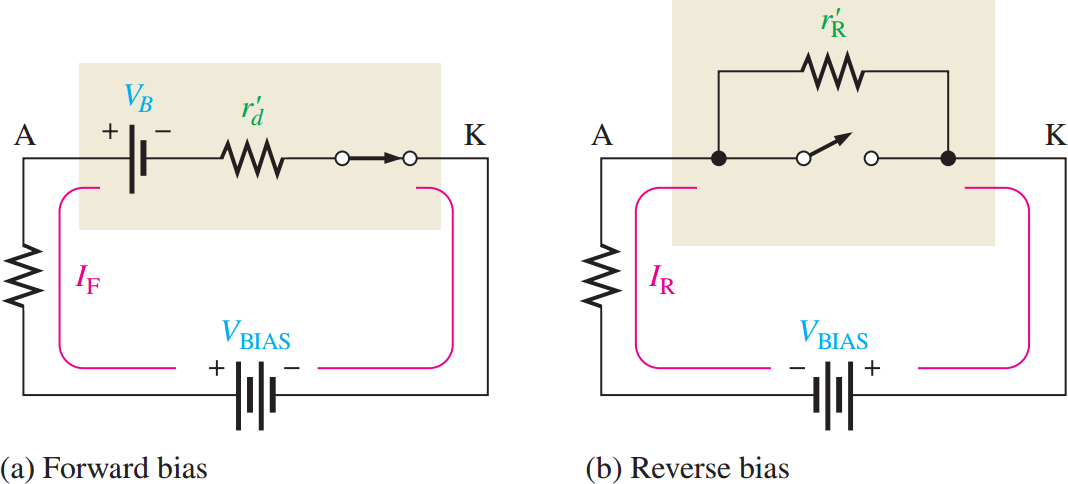 V_B
r'_d
A
+
−
K
I_F
V_BIAS
+
−
(a) Forward bias
r'_R
A
K
I_R
V_BIAS
−
+
(b) Reverse bias